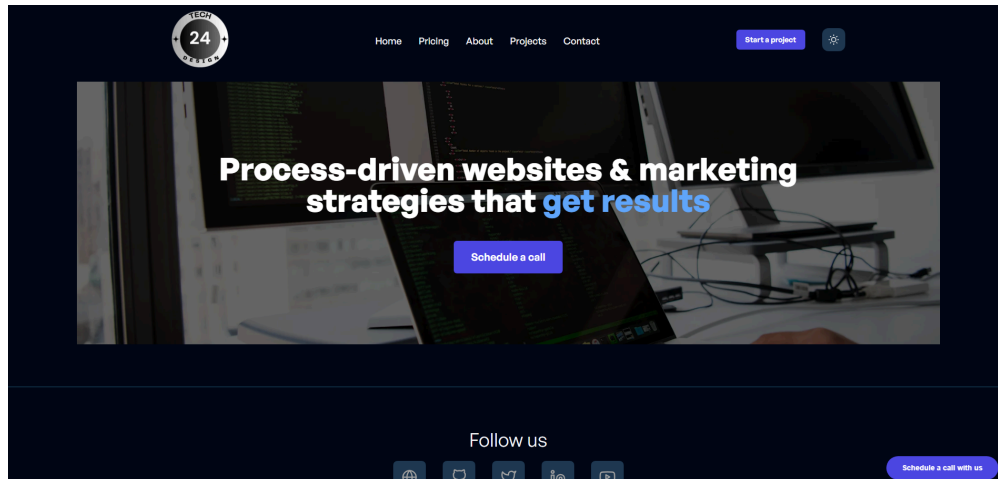 TECH
24
DESIGN
Home Pricing About Projects Contact
Start a project
Process-driven websites & marketing
strategies that get results
Schedule a call
Follow us
Schedule a call with us